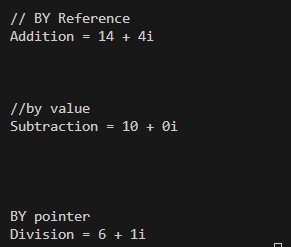 // BY Reference
Addition = 14 + 4i
//by value
Subtraction = 10 + 0i
BY pointer
Division = 6 + 1i